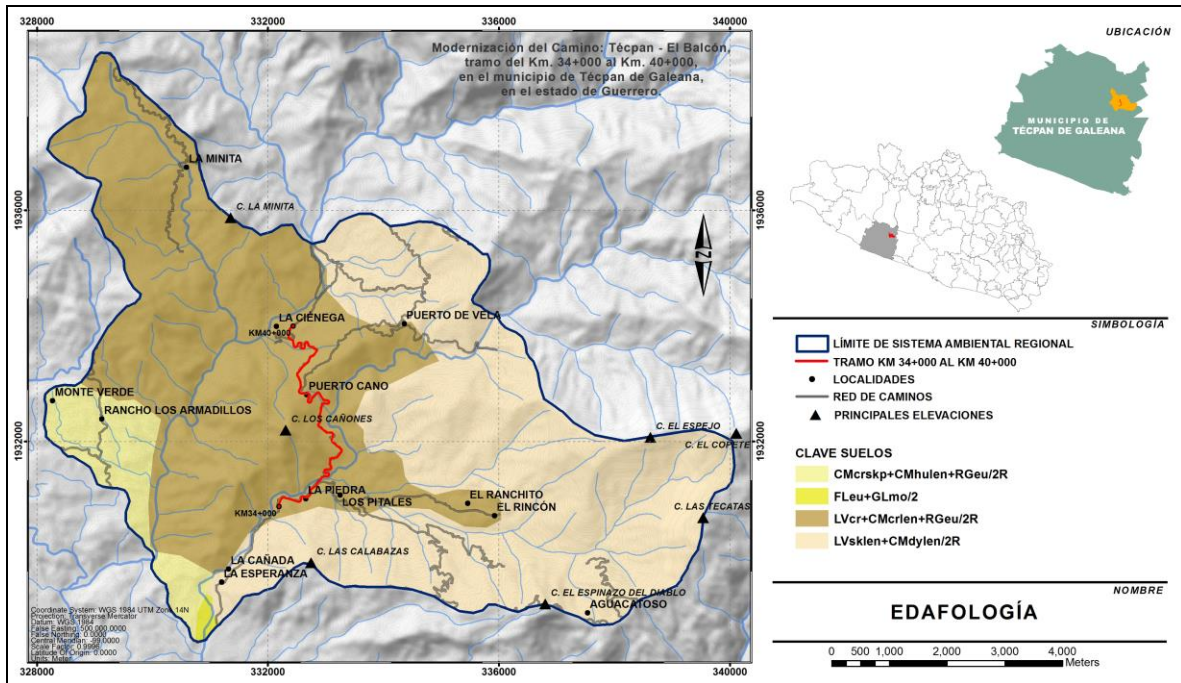 328000
332000
336000
340000
Modernización del Camino: Técpan - El Balcón,
tramo del Km. 34+000 al Km. 40+000,
en el municipio de Técpan de Galeana,
en el estado de Guerrero.
LA MINITA
C. LA MINITA
1936000
1936000
LA CIÉNEGA
KM40+000
PUERTO DE VELA
PUERTO CANO
MONTE VERDE
RANCHO LOS ARMADILLOS
C. LOS CAÑONES
C. EL ESPEJO
C. EL COPETE
1932000
1932000
LA PIEDRA
LOS PITALES
EL RANCHITO
EL RINCÓN
KM34+000
C. LAS TECATAS
LA CAÑADA
C. LAS CALABAZAS
LA ESPERANZA
C. EL ESPINAZO DEL DIABLO
AGUACATOSO
Coordinate System: WGS 1984 UTM Zone 14N
Projection: Transverse Mercator
Datum: WGS 1984
False Easting: 500,000.0000
False Northing: 0.0000
Central Meridian: -99.0000
Scale Factor: 0.9996
Latitude Of Origin: 0.0000
Units: Meter
328000
332000
336000
340000
UBICACIÓN
MUNICIPIO DE
TÉCPAN DE GALEANA
SIMBOLOGÍA
LÍMITE DE SISTEMA AMBIENTAL REGIONAL
TRAMO KM 34+000 AL KM 40+000
LOCALIDADES
RED DE CAMINOS
PRINCIPALES ELEVACIONES
CLAVE SUELOS
CMcrskp+CMhulen+RGeu/2R
FLeu+GLmo/2
LVcr+CMcrlen+RGeu/2R
LVsklen+CMdylen/2R
NOMBRE
EDAFOLOGÍA
0 500 1,000 2,000 3,000 4,000
Meters